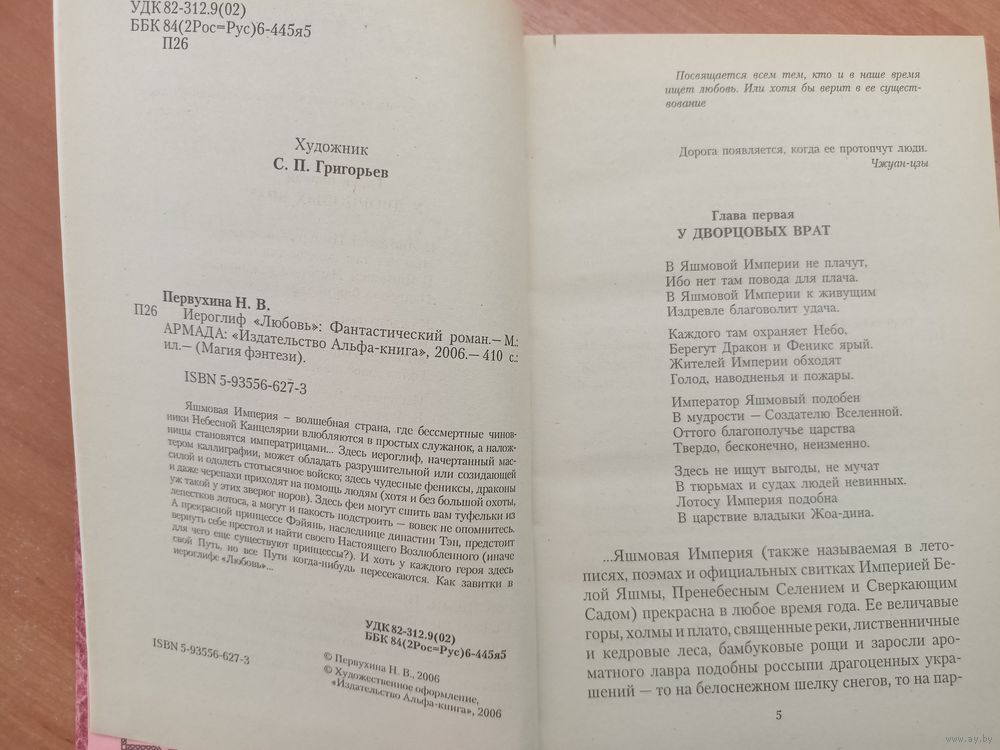 УДК 82-312.9(02)
ББК 84(2Рос=Рус)6-445я5
П26
Художник
С. П. Григорьев
Первухина Н. В.
П26 Иероглиф «Любовь»: Фантастический роман.— М.:
АРМАДА: «Издательство Альфа-книга», 2006.— 410 с.:
ил.— (Магия фэнтези).
ISBN 5-93556-627-3
Яшмовая Империя – волшебная страна, где бессмертные чинов-
ники Небесной Канцелярии влюбляются в простых служанок, а налож-
ницы становятся императрицами... Здесь иероглиф, начертанный мас-
тером каллиграфии, может обладать разрушительной или созидающей
силой и одолеть стотысячное войско; здесь чудесные фениксы, драконы
и даже черепахи приходят на помощь людям (хотя и без большой охоты,
уж такой у этих зверюг норов). Здесь феи могут сшить вам туфельки из
лепестков лотоса, а могут и пакость подстроить — вовек не опомнитесь.
А прекрасной принцессе Фэйянь, наследнице династии Тэн, предстоит
вернуть себе престол и найти своего Настоящего Возлюбленного (иначе
для чего еще существуют принцессы?). И хоть у каждого героя здесь
свой Путь, но все Пути когда-нибудь пересекаются. Как завитки в
иероглифе «Любовь»...
УДК 82-312.9(02)
ББК 84(2Рос=Рус)6-445я5
ISBN 5-93556-627-3
© Первухина Н. В., 2006
© Художественное оформление,
«Издательство Альфа-книга», 2006
Посвящается всем тем, кто и в наше время
ищет любовь. Или хотя бы верит в ее сущест-
вование
Дорога появляется, когда ее протопчут люди.
Чжуан-цзы
Глава первая
У ДВОРЦОВЫХ ВРАТ
В Яшмовой Империи не плачут,
Ибо нет там повода для плача.
В Яшмовой Империи к живущим
Издревле благоволит удача.
Каждого там охраняет Небо,
Берегут Дракон и Феникс ярый.
Жителей Империи обходят
Голод, наводненья и пожары.
Император Яшмовый подобен
В мудрости — Создателю Вселенной.
Оттого благополучье царства
Твердо, бесконечно, неизменно.
Здесь не ищут выгоды, не мучат
В тюрьмах и судах людей невинных.
Лотосу Империя подобна
В царствие владыки Жоа-дина.
...Яшмовая Империя (также называемая в лето-
писях, поэмах и официальных свитках Империей Бе-
лой Яшмы, Пренебесным Селением и Сверкающим
Садом) прекрасна в любое время года. Ее величавые
горы, холмы и плато, священные реки, лиственничные
и кедровые леса, бамбуковые рощи и заросли аро-
матного лавра подобны россыпи драгоценных укра-
шений — то на белоснежном шелку снегов, то на пар-
5
www.ay.by